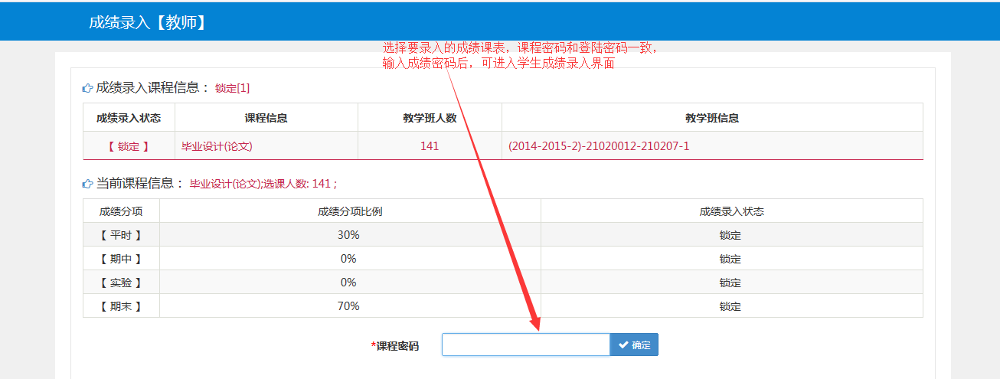 成绩录入【教师】
选择要录入的成绩课表，课程密码和登陆密码一致，
输入成绩密码后，可进入学生成绩录入界面
成绩录入课程信息： 锁定[1]
成绩录入状态 课程信息 教学班人数 教学班信息
【 锁定 】 毕业设计(论文) 141 (2014-2015-2)-21020012-210207-1
当前课程信息： 毕业设计(论文);选课人数: 141 ;
成绩分项 成绩分项比例 成绩录入状态
【 平时 】 30% 锁定
【 期中 】 0% 锁定
【 实验 】 0% 锁定
【 期末 】 70% 锁定
*课程密码 确定